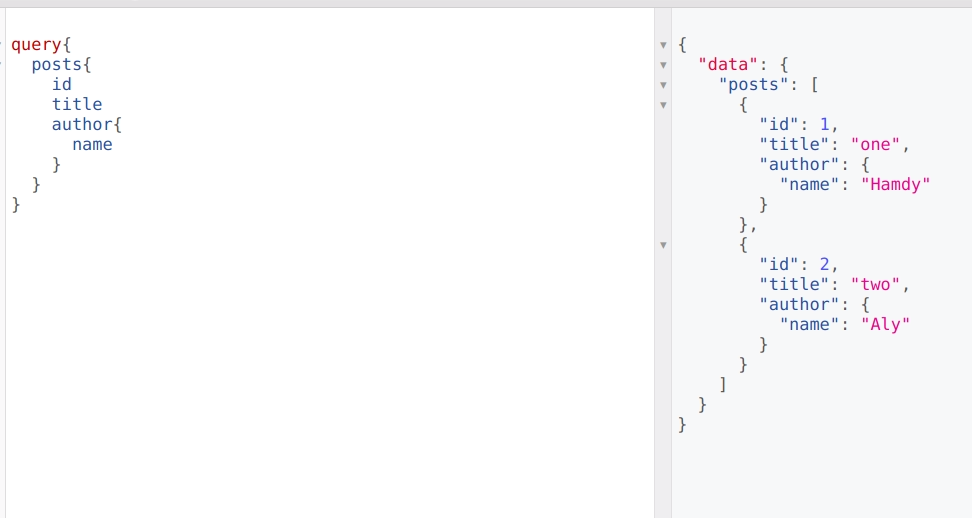 query{
  posts{
    id
    title
    author{
      name
    }
  }
}
{
  "data": {
    "posts": [
      {
        "id": 1,
        "title": "one",
        "author": {
          "name": "Hamdy"
        }
      },
      {
        "id": 2,
        "title": "two",
        "author": {
          "name": "Aly"
        }
      }
    ]
  }
}